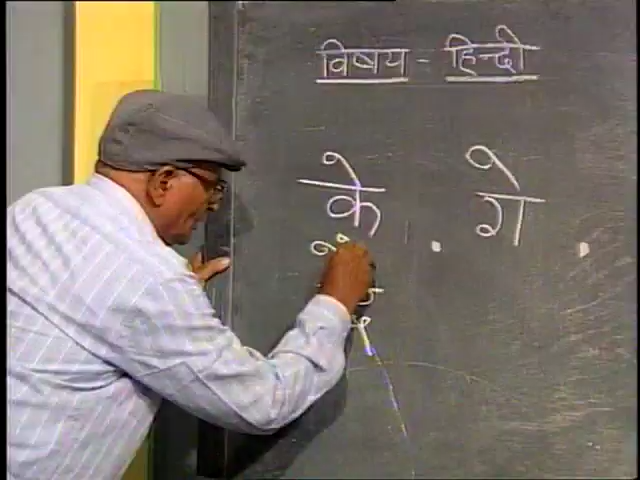 विषय - हिन्दी
के . गे .